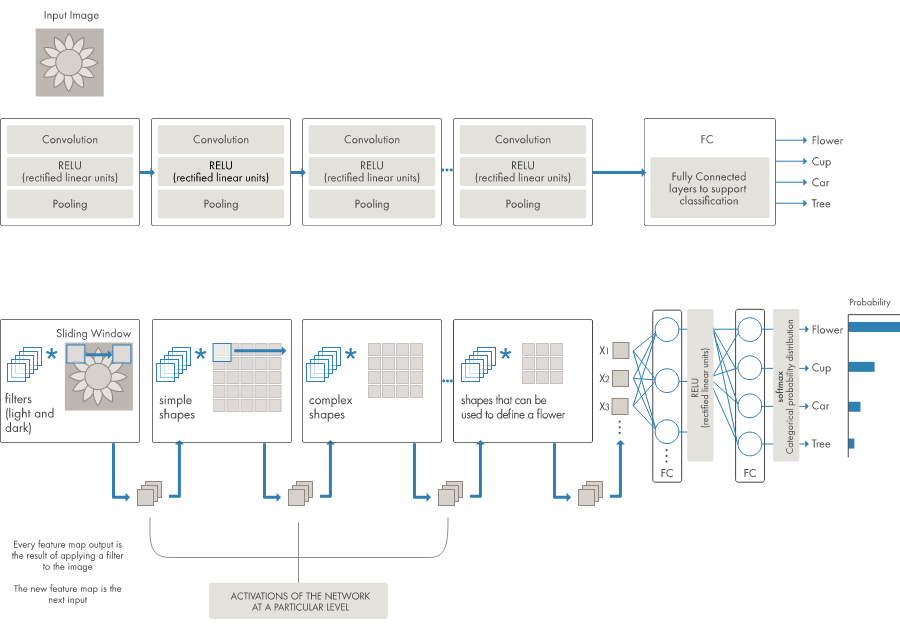 Input Image
Convolution
RELU
(rectified linear units)
Pooling
Convolution
RELU
(rectified linear units)
Pooling
Convolution
RELU
(rectified linear units)
Pooling
Convolution
RELU
(rectified linear units)
Pooling
FC
Fully Connected
layers to support
classification
Flower
Cup
Car
Tree
Sliding Window
*
filters
(light and
dark)
*
simple
shapes
*
complex
shapes
*
shapes that can be
used to define a flower
X1
X2
X3
FC
RELU
(rectified linear units)
FC
softmax
Categorical probability distribution
Probability
Flower
Cup
Car
Tree
Every feature map output is
the result of applying a filter
to the image
The new feature map is the
next input
ACTIVATIONS OF THE NETWORK
AT A PARTICULAR LEVEL